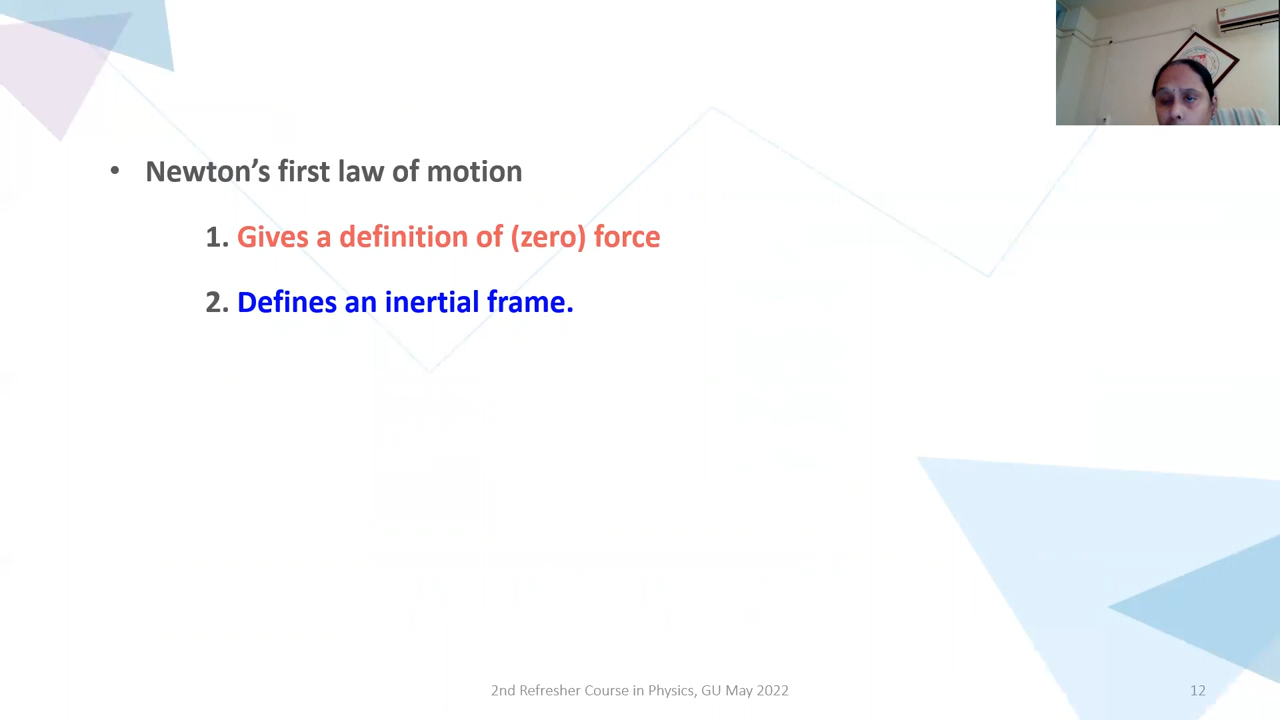 • Newton’s first law of motion
1. Gives a definition of (zero) force
2. Defines an inertial frame.
2nd Refresher Course in Physics, GU May 2022
12